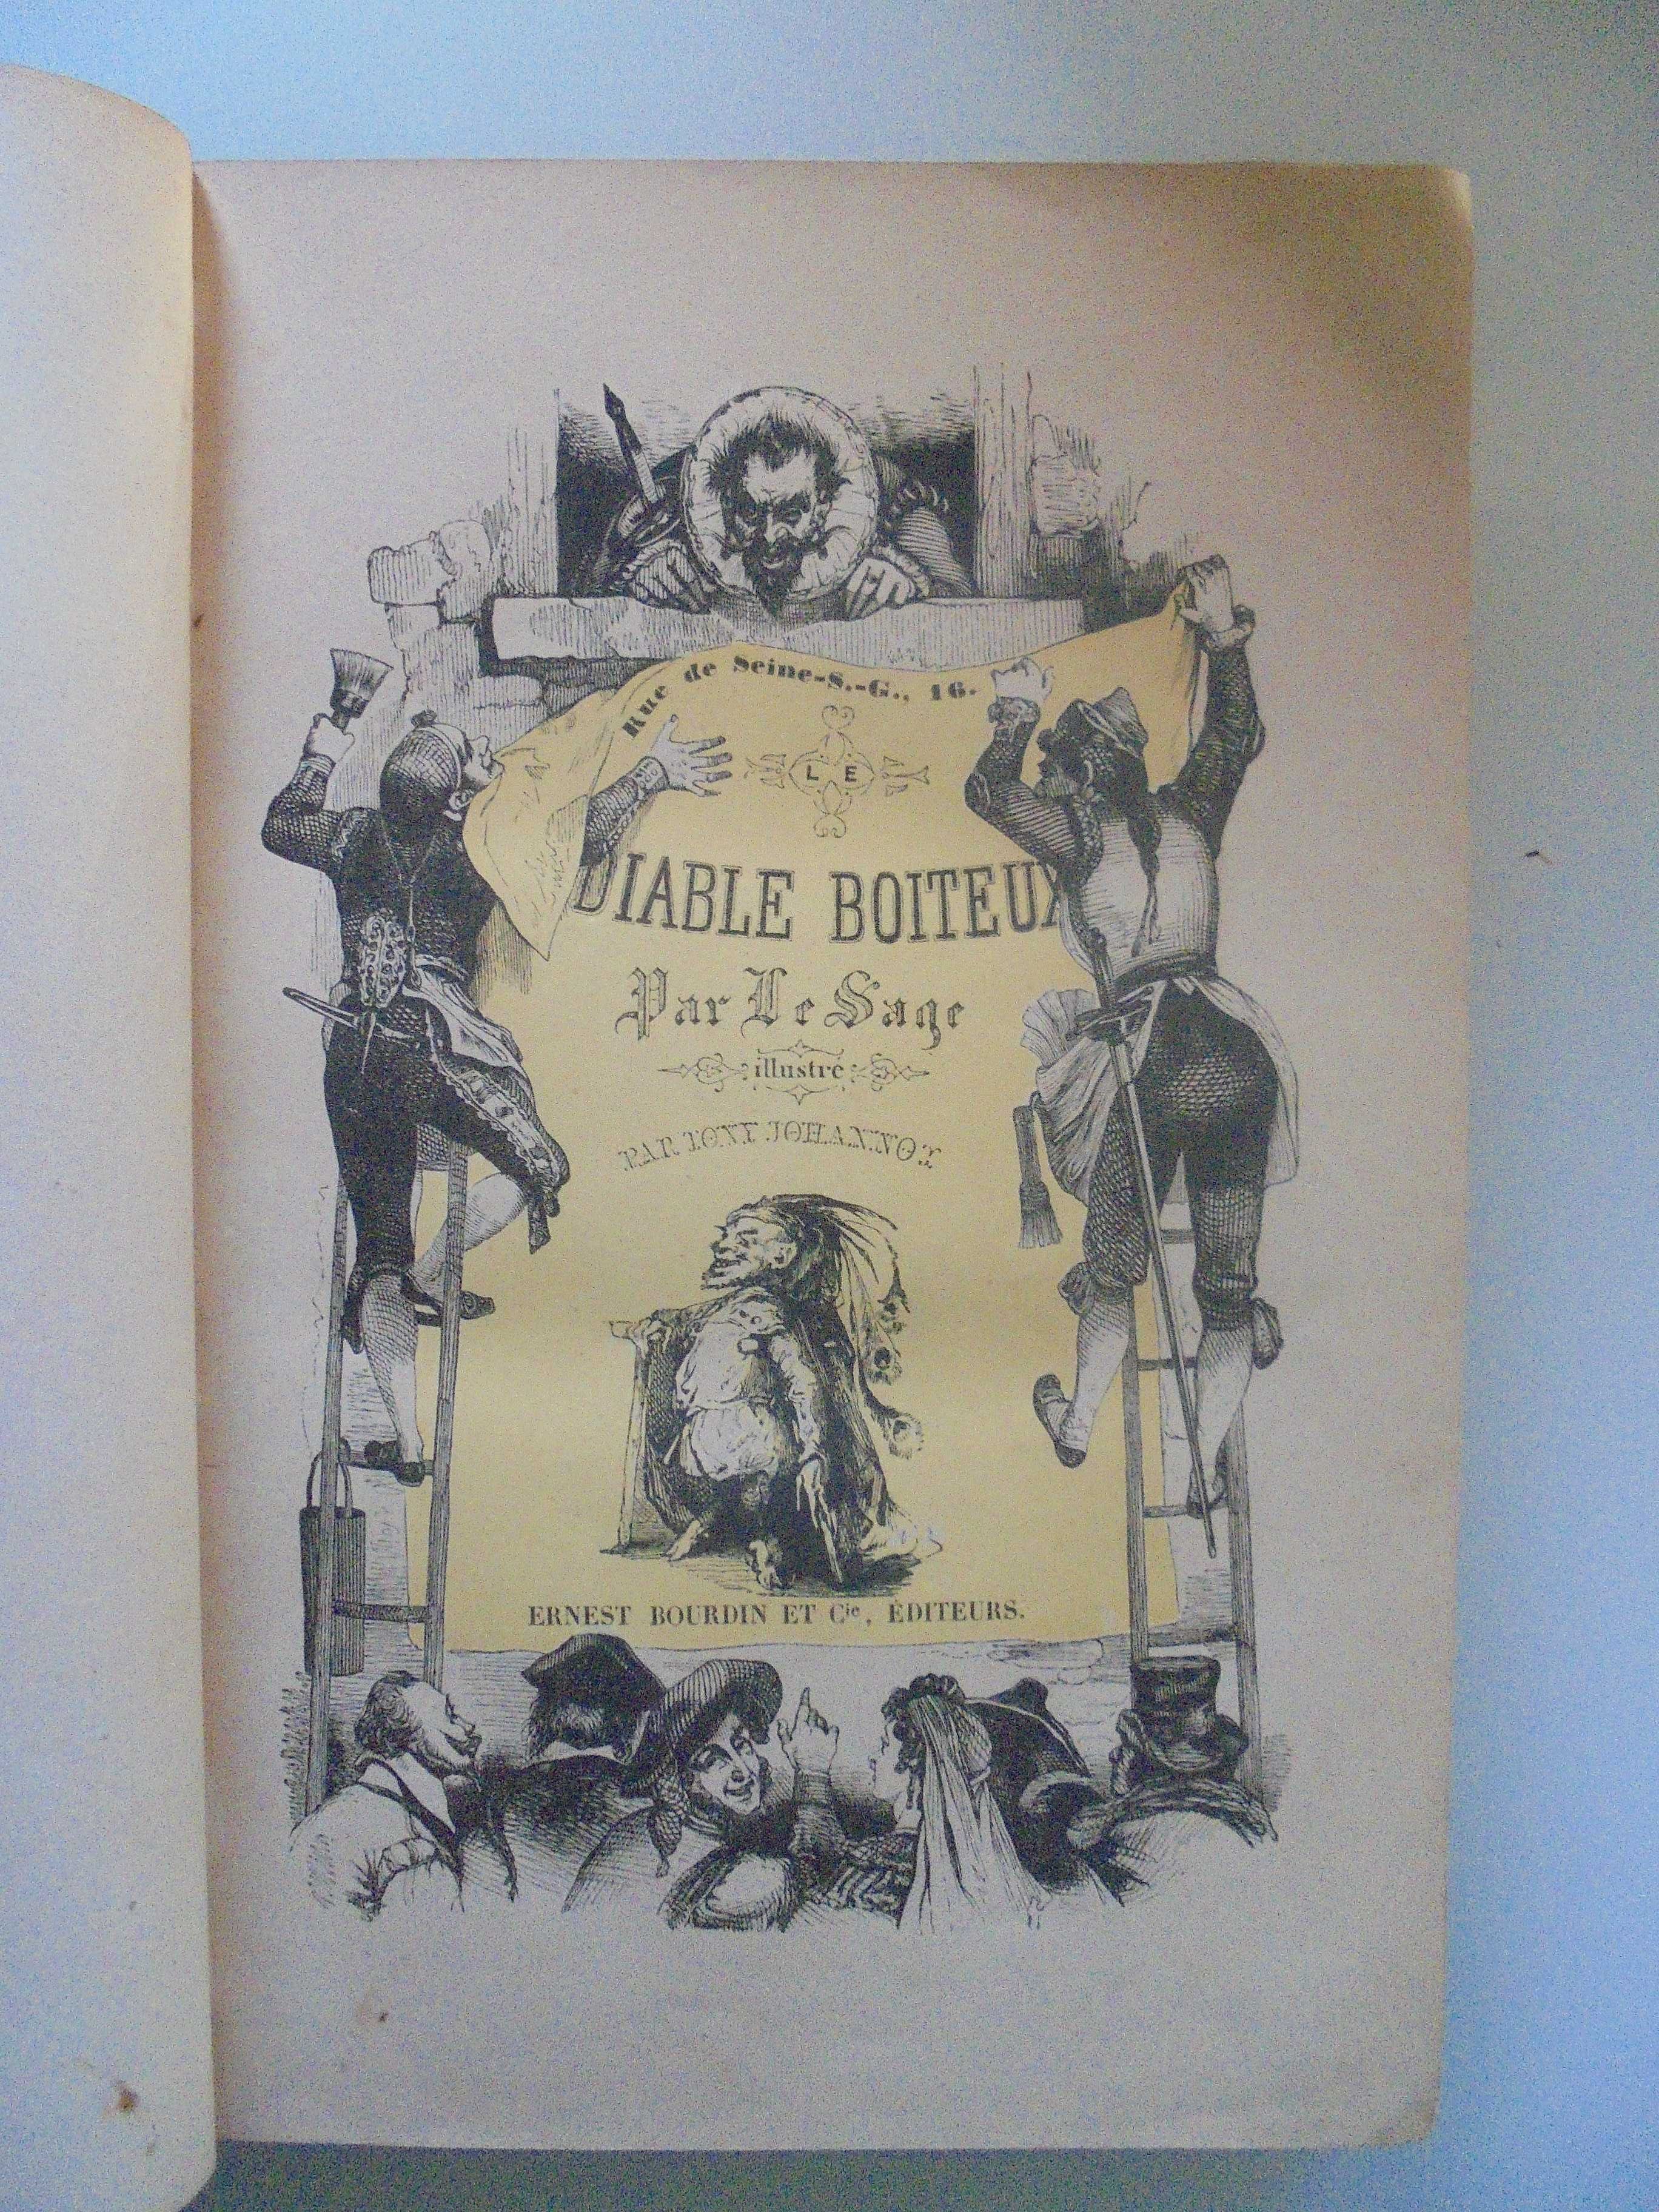 Rue de Seine-S.-G., 16.
LE
DIABLE BOITEUX
Par Le Sage
illustré
PAR TONY JOHANNOT
ERNEST BOURDIN ET Cie, ÉDITEURS.